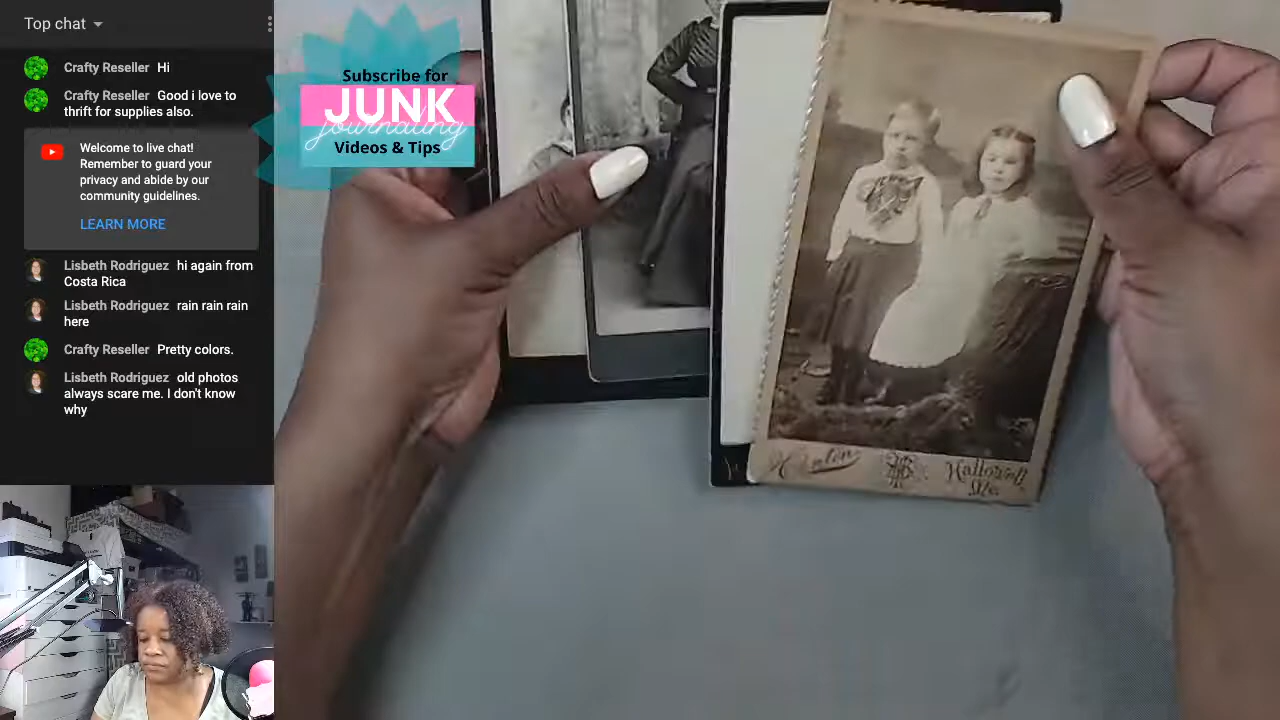 Top chat
Crafty Reseller Hi
Crafty Reseller Good i love to
thrift for supplies also.
Welcome to live chat!
Remember to guard your
privacy and abide by our
community guidelines.
LEARN MORE
Lisbeth Rodriguez hi again from
Costa Rica
Lisbeth Rodriguez rain rain rain
here
Crafty Reseller Pretty colors.
Lisbeth Rodriguez old photos
always scare me. I don't know
why
Subscribe for
JUNK
journaling
Videos & Tips
Me.